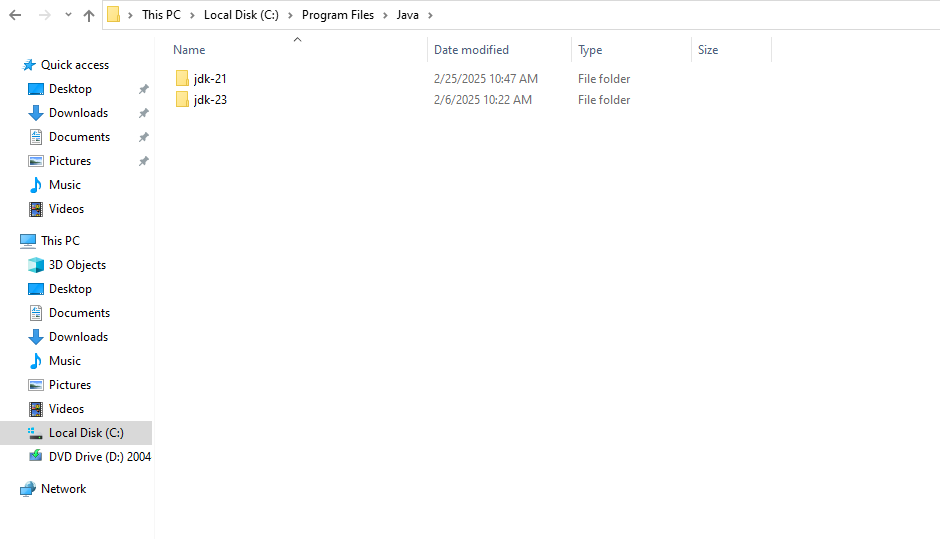 This PC > Local Disk (C:) > Program Files > Java >
Name Date modified Type Size
jdk-21 2/25/2025 10:47 AM File folder
jdk-23 2/6/2025 10:22 AM File folder
Quick access
Desktop
Downloads
Documents
Pictures
Music
Videos
This PC
3D Objects
Desktop
Documents
Downloads
Music
Pictures
Videos
Local Disk (C:)
DVD Drive (D:) 2004
Network